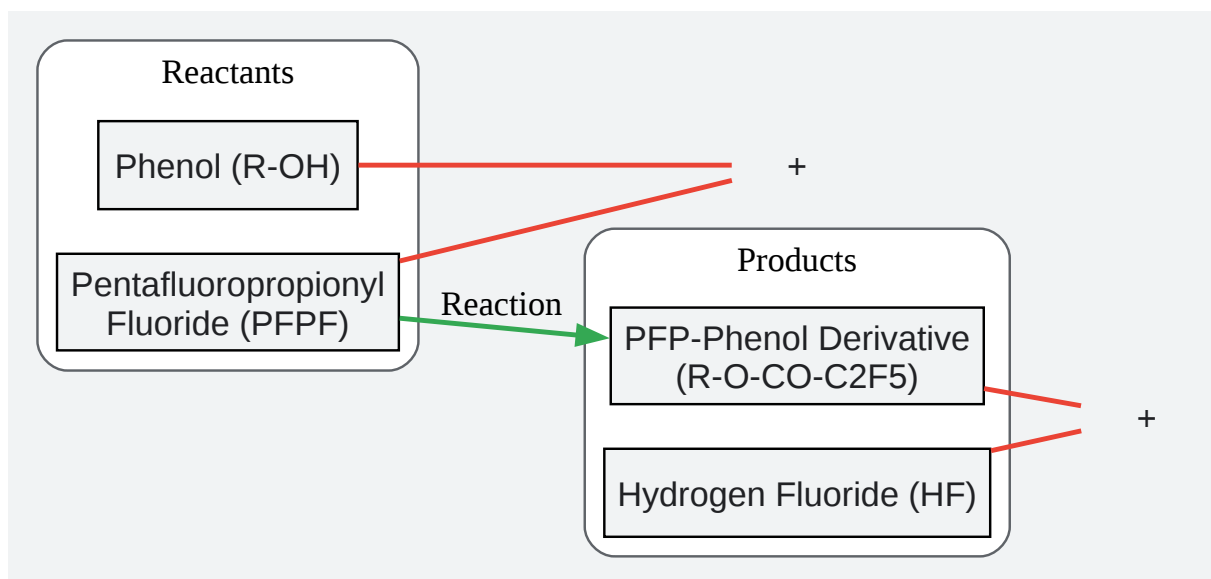 Reactants
Phenol (R-OH)
+
Pentafluoropropionyl
Fluoride (PFPF)
Reaction
Products
PFP-Phenol Derivative
(R-O-CO-C2F5)
+
Hydrogen Fluoride (HF)